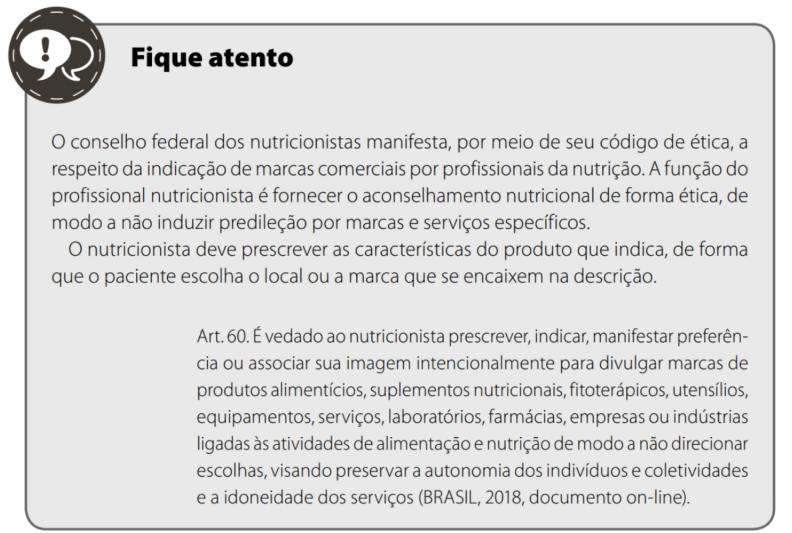 Fique atento
O conselho federal dos nutricionistas manifesta, por meio de seu código de ética, a
respeito da indicação de marcas comerciais por profissionais da nutrição. A função do
profissional nutricionista é fornecer o aconselhamento nutricional de forma ética, de
modo a não induzir predileção por marcas e serviços específicos.
O nutricionista deve prescrever as características do produto que indica, de forma
que o paciente escolha o local ou a marca que se encaixem na descrição.
Art. 60. É vedado ao nutricionista prescrever, indicar, manifestar preferên-
cia ou associar sua imagem intencionalmente para divulgar marcas de
produtos alimentícios, suplementos nutricionais, fitoterápicos, utensílios,
equipamentos, serviços, laboratórios, farmácias, empresas ou indústrias
ligadas às atividades de alimentação e nutrição de modo a não direcionar
escolhas, visando preservar a autonomia dos indivíduos e coletividades
e a idoneidade dos serviços (BRASIL, 2018, documento on-line).